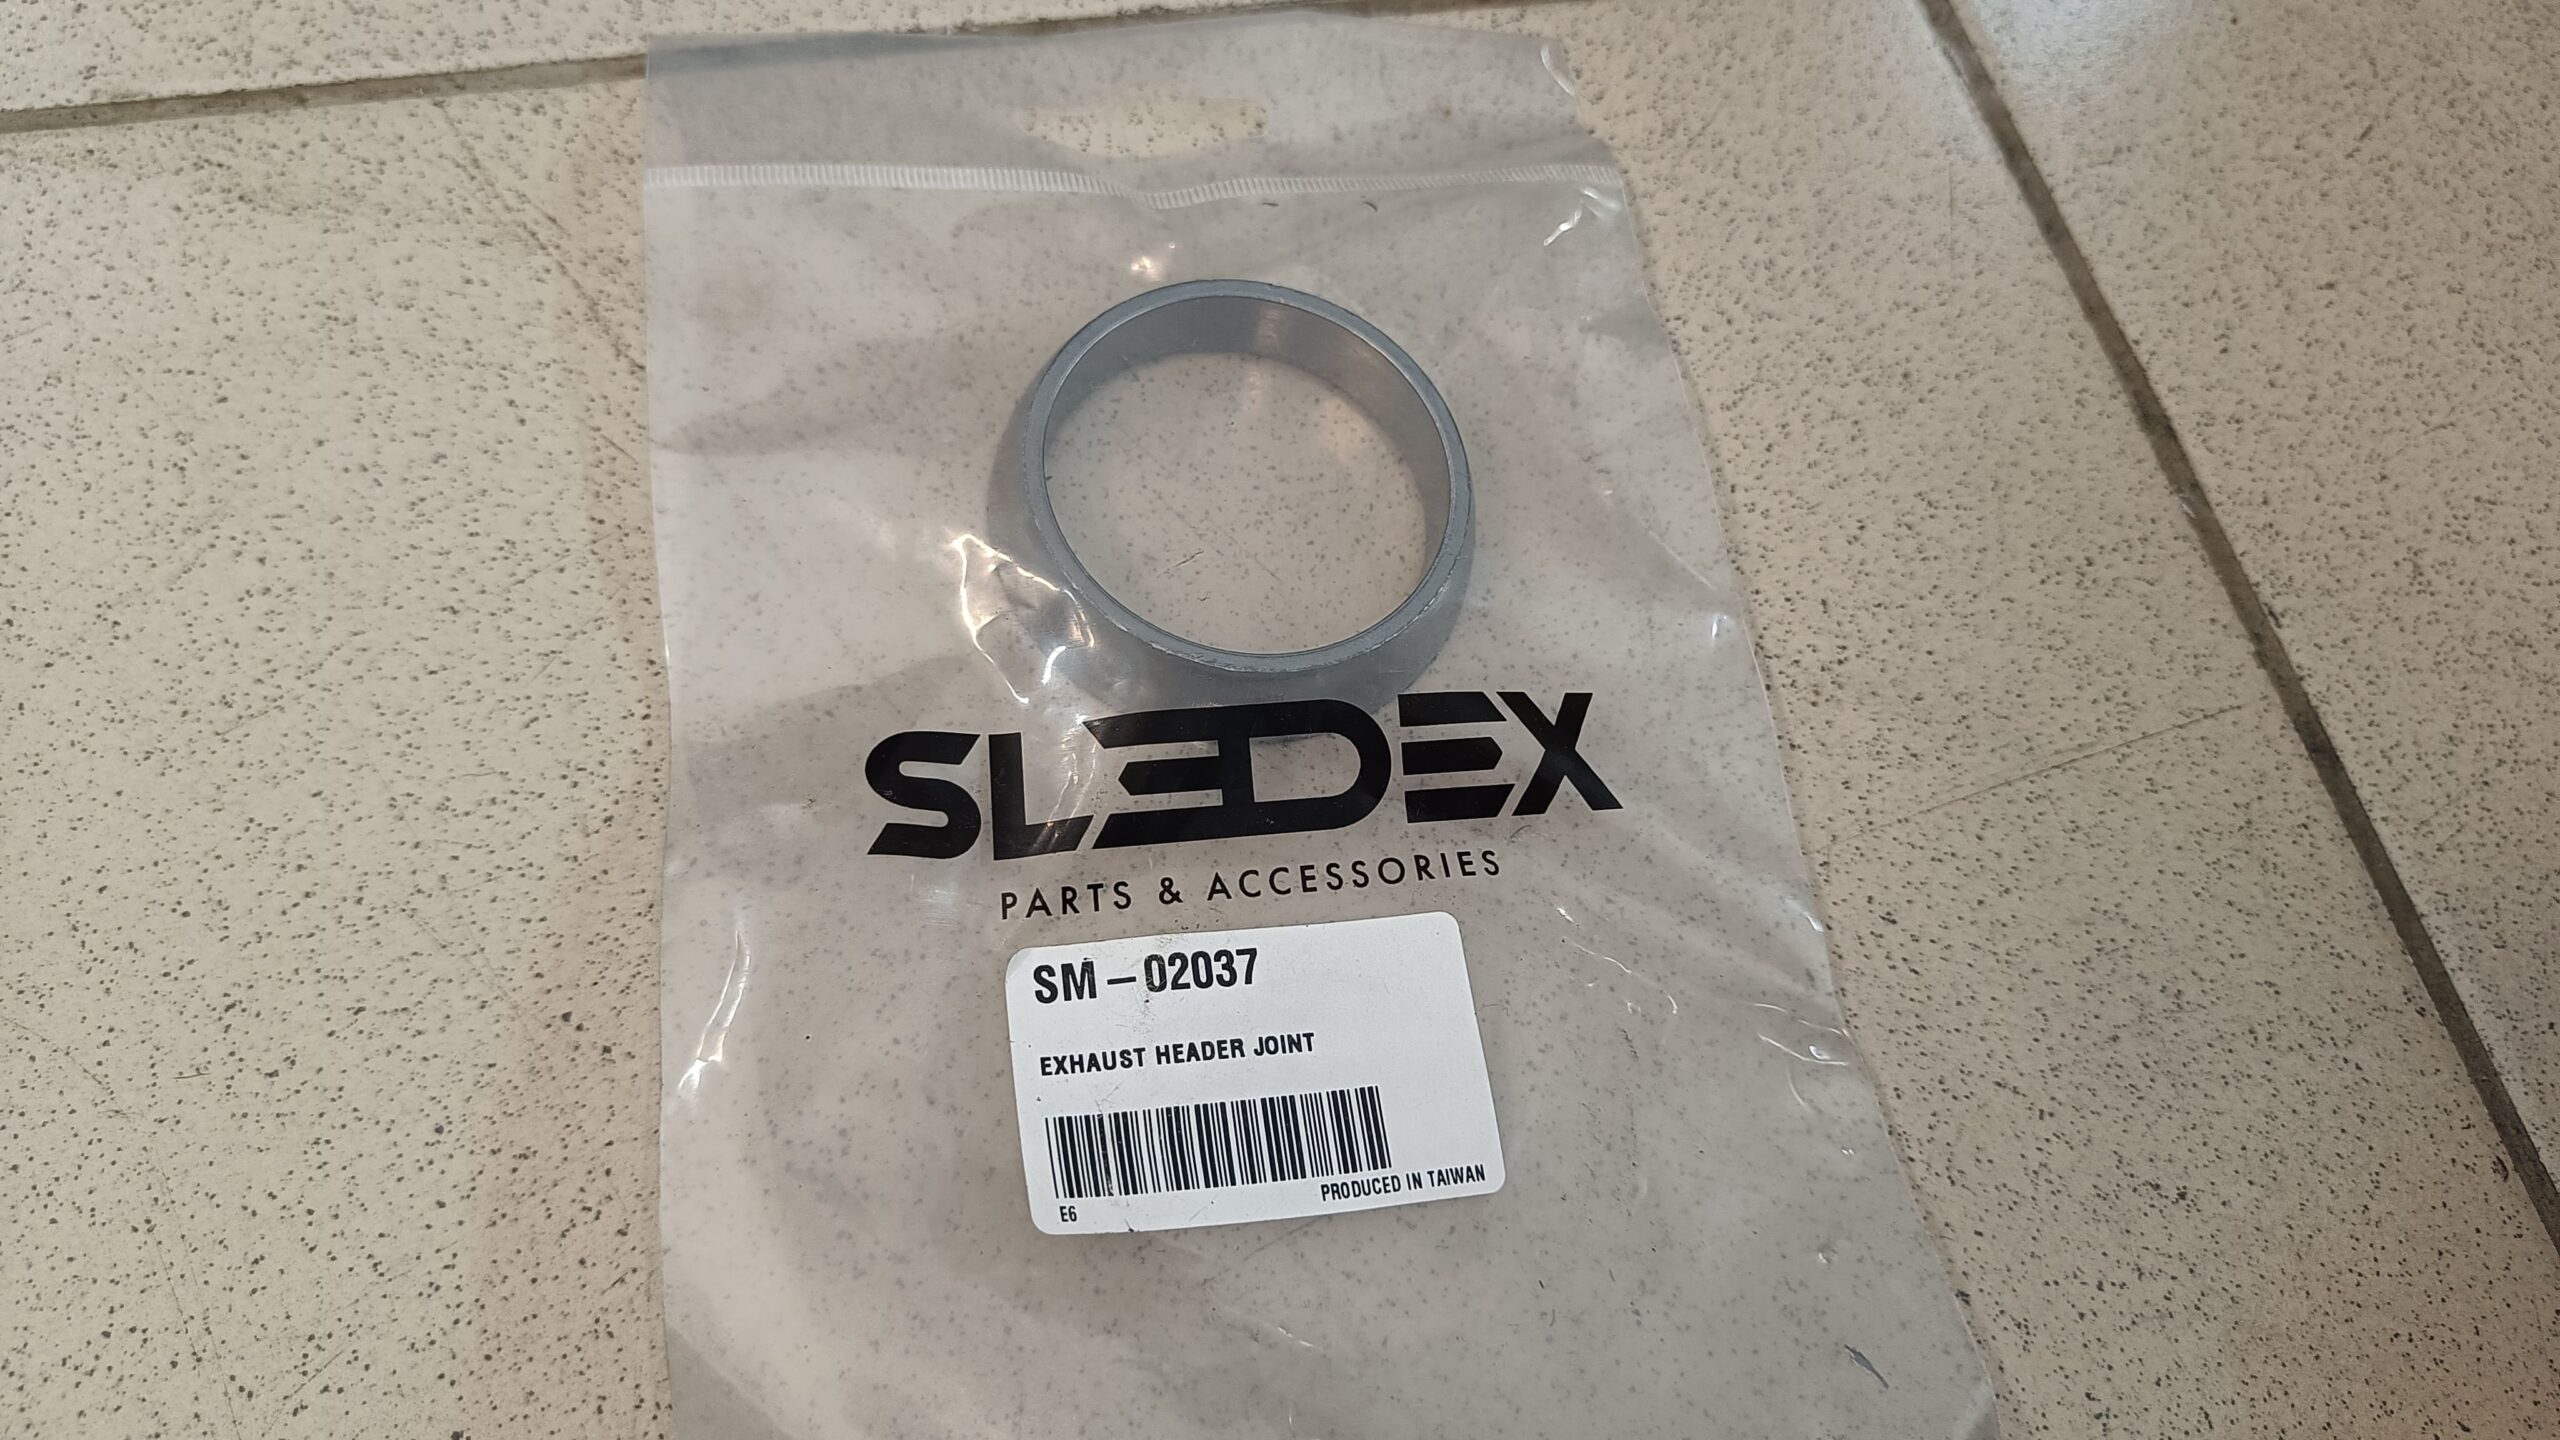 SLEDEX
PARTS & ACCESSORIES
SM-02037
EXHAUST HEADER JOINT
PRODUCED IN TAIWAN
E6